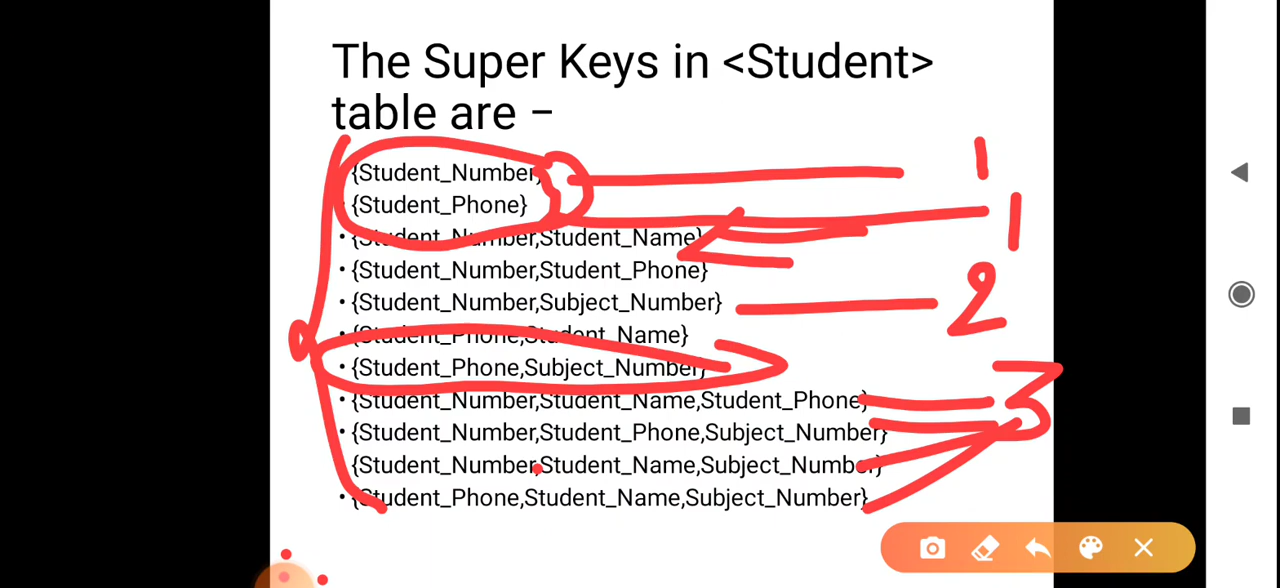 The Super Keys in <Student>
table are −
{Student_Number} 1
• {Student_Phone} 1
• {Student_Number,Student_Name}
• {Student_Number,Student_Phone}
• {Student_Number,Subject_Number} 2
• {Student_Phone,Student_Name}
• {Student_Phone,Subject_Number}
• {Student_Number,Student_Name,Student_Phone} 3
• {Student_Number,Student_Phone,Subject_Number}
{Student_Number,Student_Name,Subject_Number}
• {Student_Phone,Student_Name,Subject_Number}